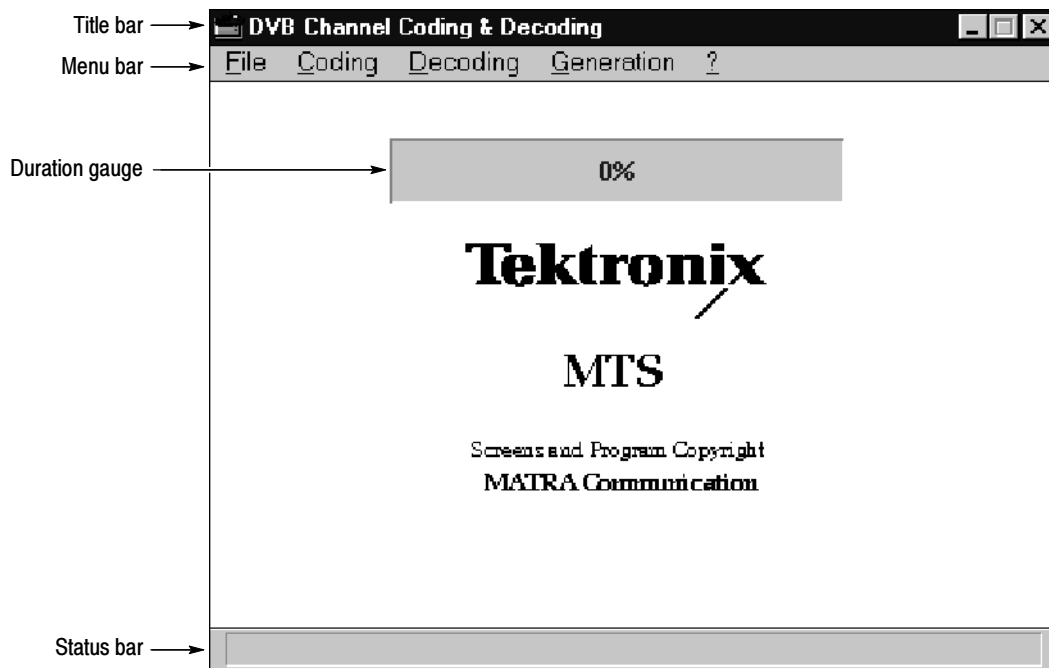 Title bar
DVB Channel Coding & Decoding
Menu bar
File Coding Decoding Generation ?
Duration gauge
0%
Tektronix
MTS
Screens and Program Copyright
MATRA Communication
Status bar